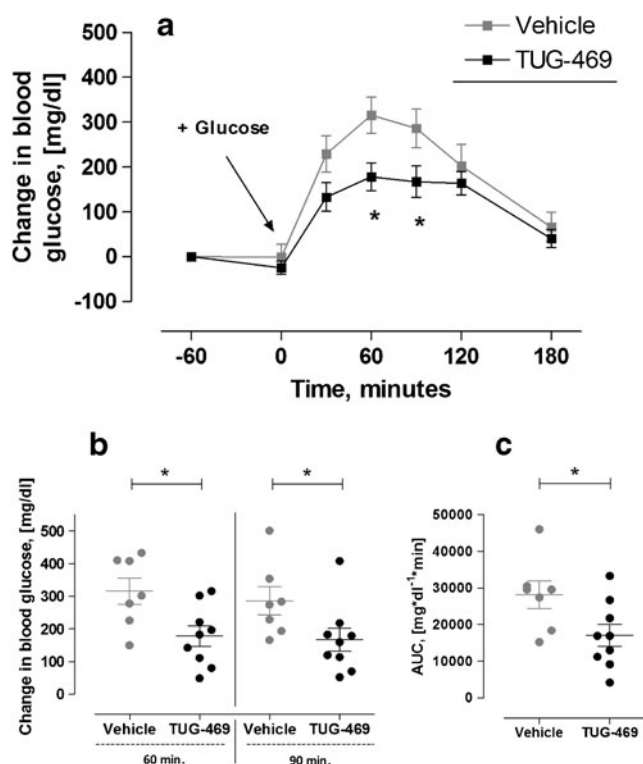 a
Vehicle
TUG-469
500
400
300
200
100
0
-100
Change in blood
glucose, [mg/dl]
+ Glucose
*
*
-60
0
60
120
180
Time, minutes
b
*
*
Change in blood glucose, [mg/dl]
500
400
300
200
100
0
Vehicle
TUG-469
Vehicle
TUG-469
60 min.
90 min.
c
*
AUC, [mg*dl⁻¹*min]
50000
40000
30000
20000
10000
0
Vehicle
TUG-469